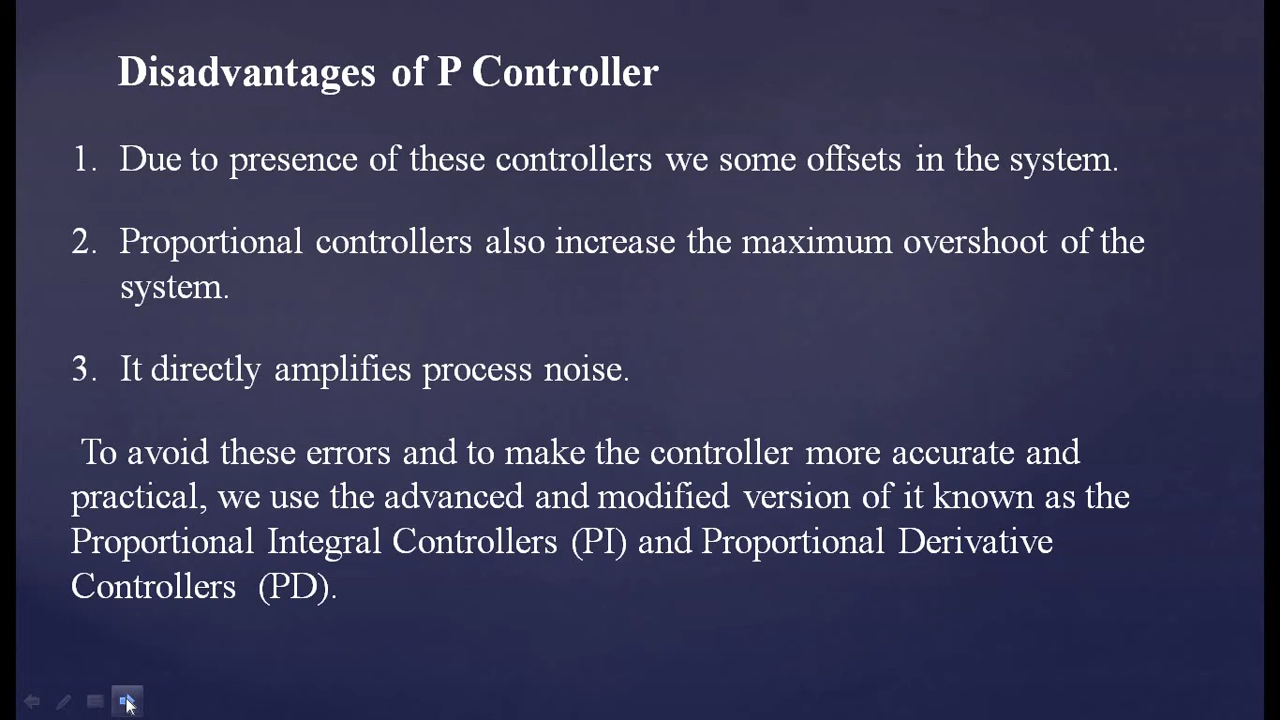 Disadvantages of P Controller
1. Due to presence of these controllers we some offsets in the system.
2. Proportional controllers also increase the maximum overshoot of the
system.
3. It directly amplifies process noise.
To avoid these errors and to make the controller more accurate and
practical, we use the advanced and modified version of it known as the
Proportional Integral Controllers (PI) and Proportional Derivative
Controllers (PD).